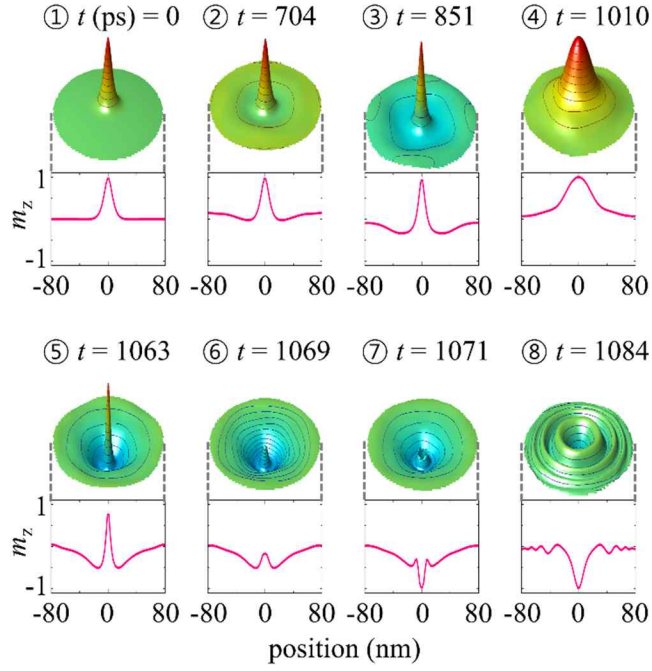 ① t (ps) = 0 ② t = 704 ③ t = 851 ④ t = 1010
1
m_z
-1
-80 0 80 -80 0 80 -80 0 80 -80 0 80
⑤ t = 1063 ⑥ t = 1069 ⑦ t = 1071 ⑧ t = 1084
1
m_z
-1
-80 0 80 -80 0 80 -80 0 80 -80 0 80
position (nm)